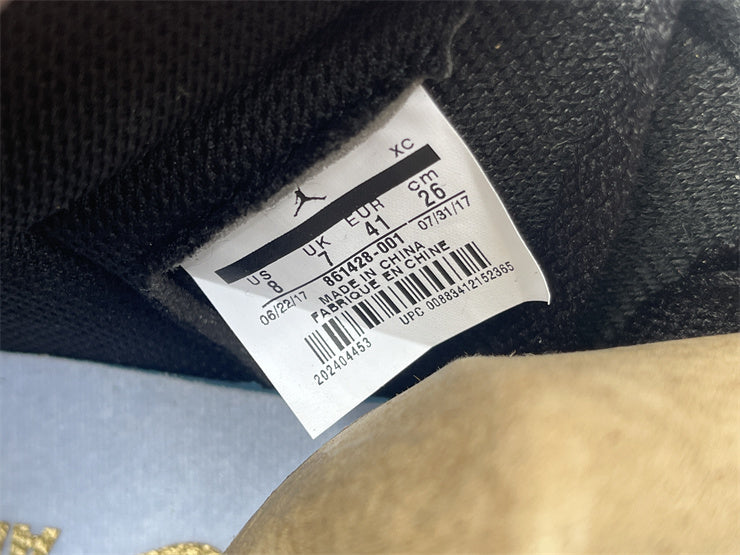 XC
US UK EUR cm
8 7 41 26
06/22/17 861428-001 07/31/17
MADE IN CHINA
FABRIQUE EN CHINE
UPC 00883412152365
202404453